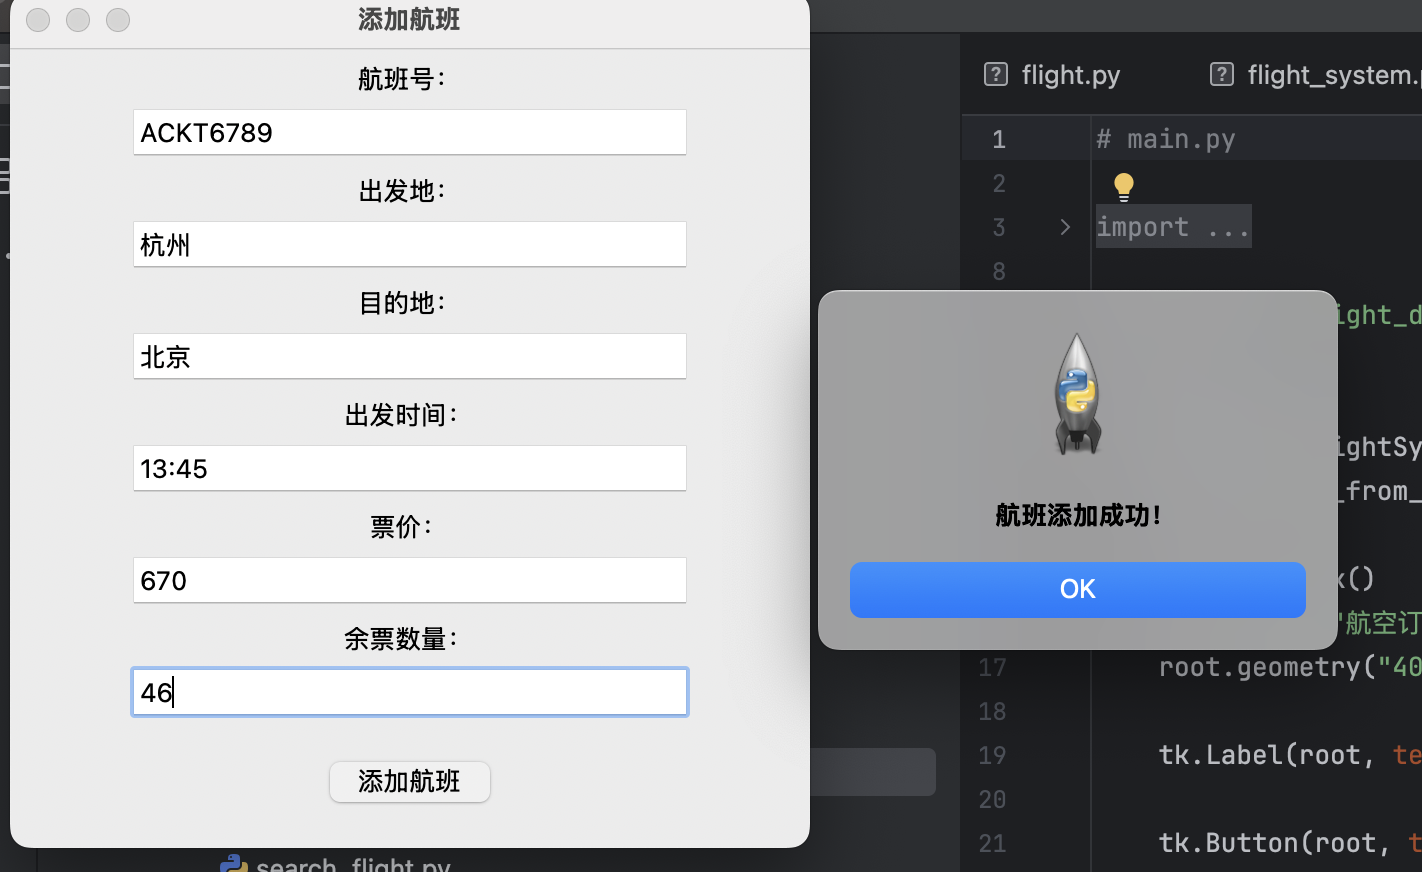 添加航班
航班号：
ACKT6789
出发地：
杭州
目的地：
北京
出发时间：
13:45
票价：
670
余票数量：
46
添加航班
search_flight.py
航班添加成功！
OK
flight.py
flight_system.
1 # main.py
2
3 import ...
8
ight_d
ightSy
_from_
()
"航空订
17 root.geometry("40
18
19 tk.Label(root, te
20
21 tk.Button(root, t